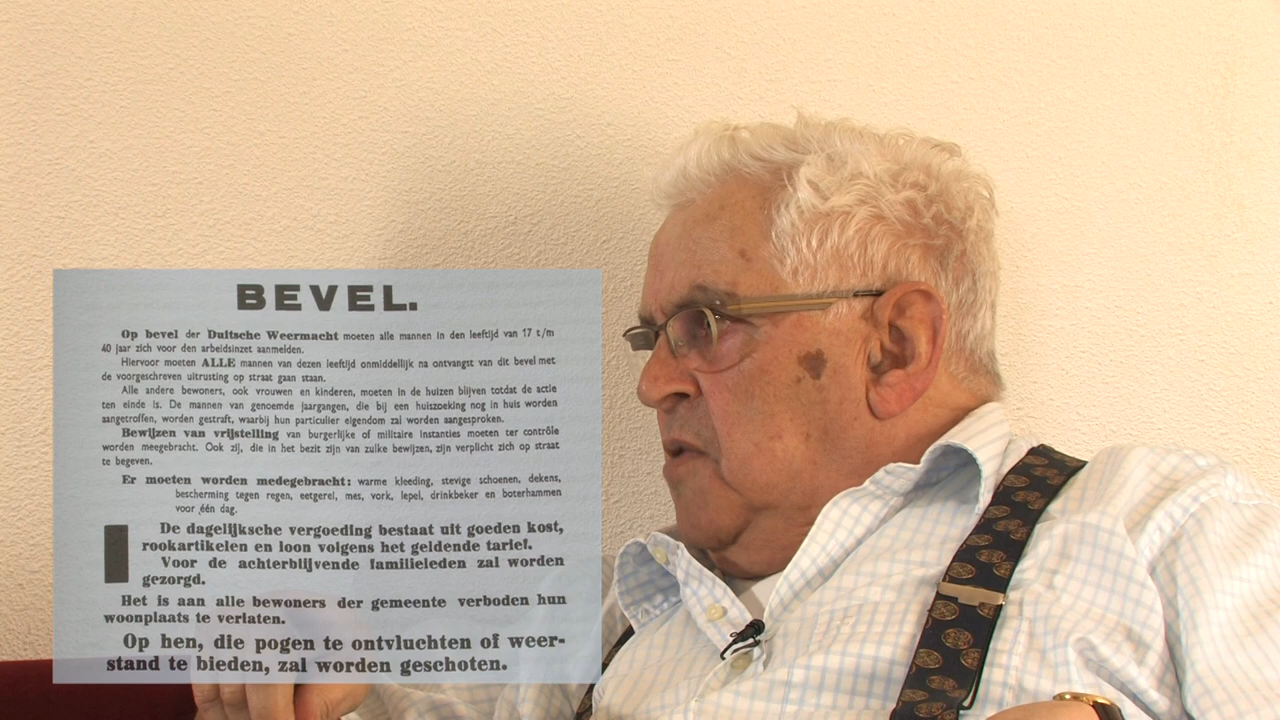 BEVEL.
Op bevel der Duitsche Weermacht moeten alle mannen in den leeftijd van 17 t/m
40 jaar zich voor den arbeidsinzet aanmelden.
Hiervoor moeten ALLE mannen van dezen leeftijd onmiddellijk na ontvangst van dit bevel met
de voorgeschreven uitrusting op straat gaan staan.
Alle andere bewoners, ook vrouwen en kinderen, moeten in de huizen blijven totdat de actie
ten einde is. De mannen van genoemde jaargangen, die bij een huiszoeking nog in huis worden
aangetroffen, worden gestraft, waarbij hun particulier eigendom zal worden aangesproken.
Bewijzen van vrijstelling van burgerlijke of militaire instanties moeten ter contrôle
worden meegebracht. Ook zij, die in het bezit zijn van zulke bewijzen, zijn verplicht zich op straat
te begeven.
Er moeten worden medegebracht: warme kleeding, stevige schoenen, dekens,
bescherming tegen regen, eetgerei, mes, vork, lepel, drinkbeker en boterhammen
voor één dag.
De dagelijksche vergoeding bestaat uit goeden kost,
rookartikelen en loon volgens het geldende tarief.
Voor de achterblijvende familieleden zal worden
gezorgd.
Het is aan alle bewoners der gemeente verboden hun
woonplaats te verlaten.
Op hen, die pogen te ontvluchten of weer-
stand te bieden, zal worden geschoten.